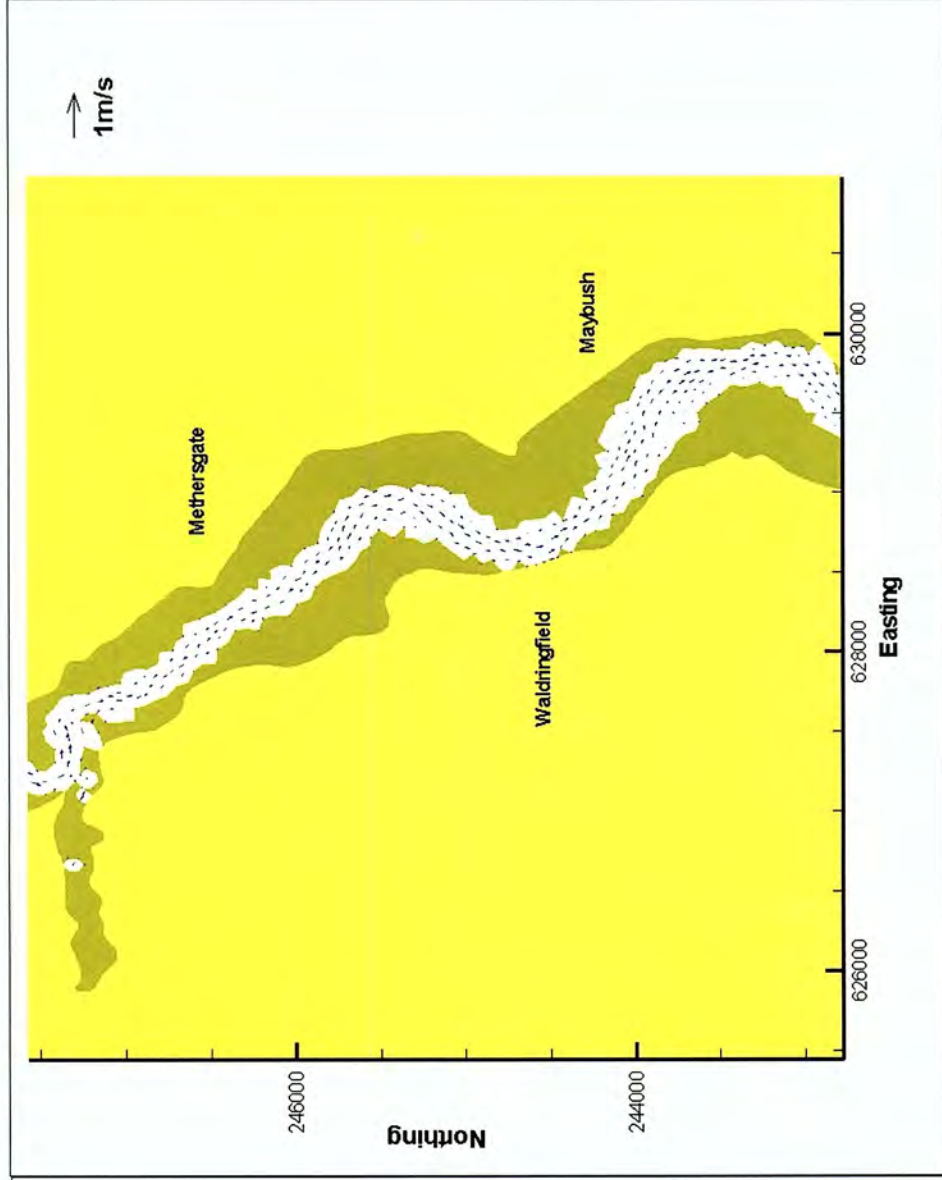 1m/s
Methersgate
Maybush
Waldringfield
Northing
246000
244000
Easting
626000
628000
630000